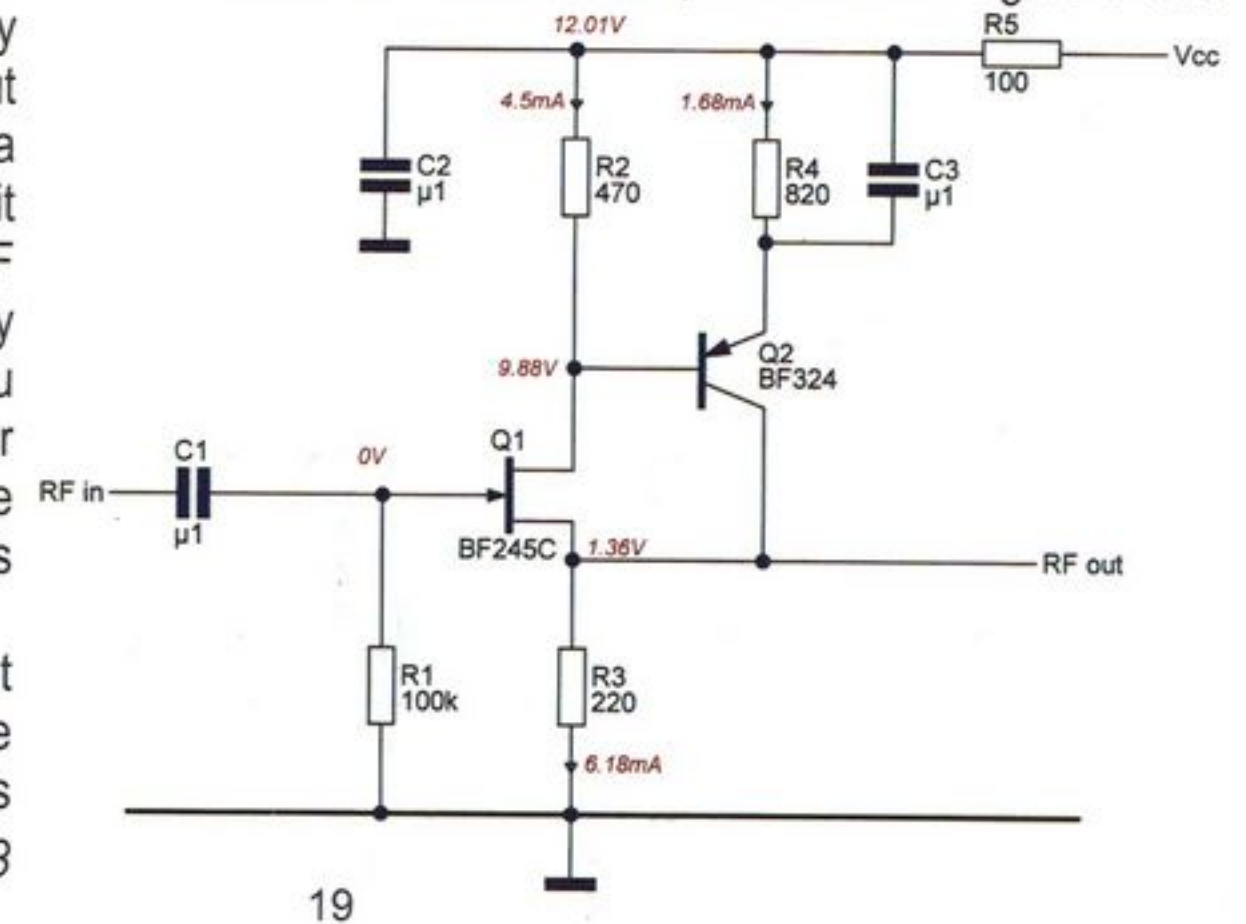 12.01V
R5
100
Vcc
4.5mA
1.68mA
C2
µ1
R2
470
R4
820
C3
µ1
9.88V
Q2
BF324
C1
µ1
0V
Q1
RF in
BF245C
1.36V
RF out
R1
100k
R3
220
6.18mA
19